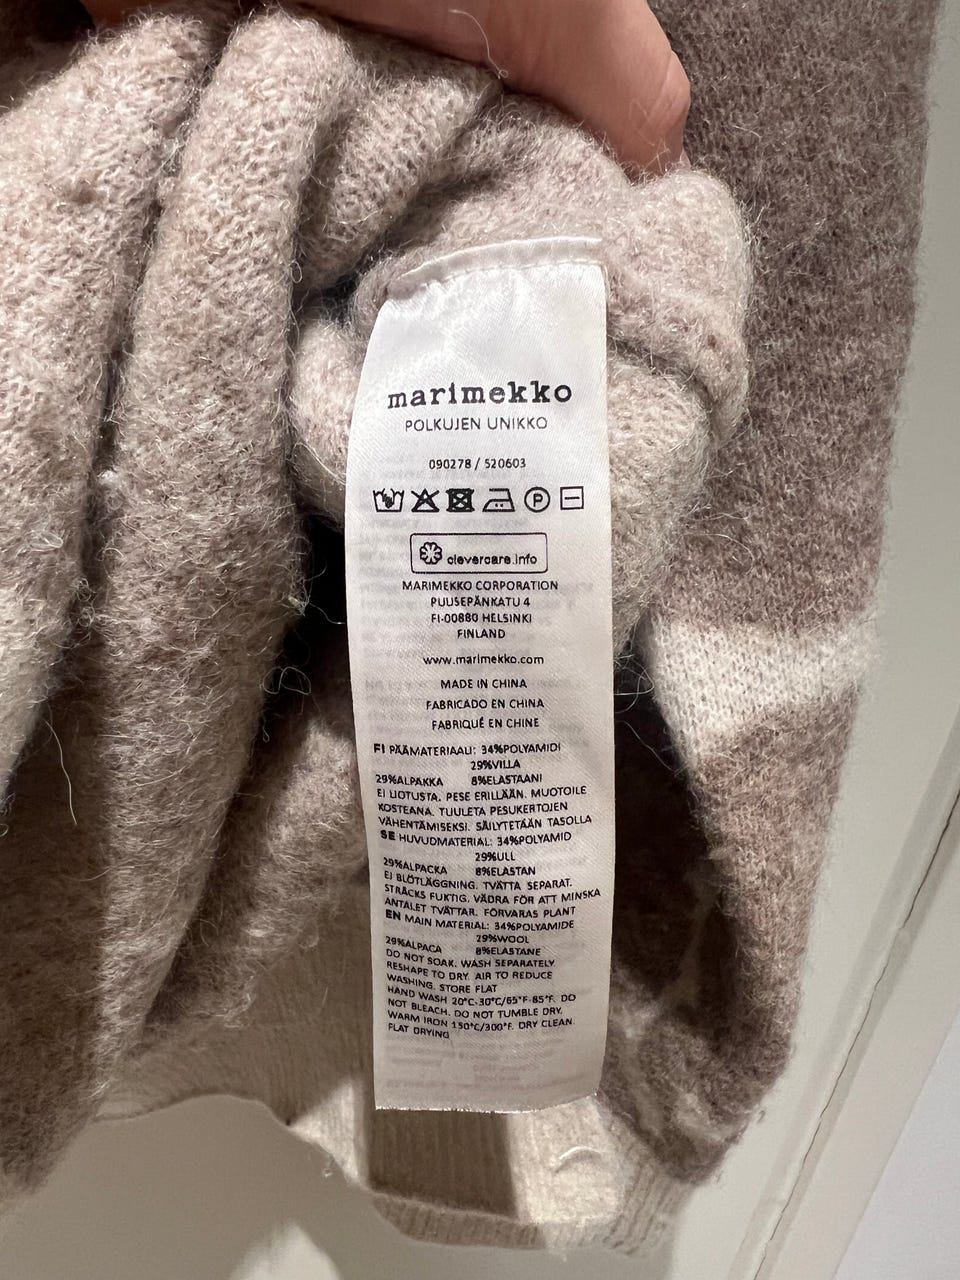 marimekko
POLKUJEN UNIKKO
090278 / 520603
P
clevercare.info
MARIMEKKO CORPORATION
PUUSEPÄNKATU 4
FI-00880 HELSINKI
FINLAND
www.marimekko.com
MADE IN CHINA
FABRICADO EN CHINA
FABRIQUÉ EN CHINE
FI PÄÄMATERIAALI: 34%POLYAMIDI
29%VILLA
29%ALPAKKA 8%ELASTAANI
EI LIOTUSTA. PESE ERILLÄÄN. MUOTOILE
KOSTEANA. TUULETA PESUKERTOJEN
VÄHENTÄMISEKSI. SÄILYTETÄÄN TASOLLA
SE HUVUDMATERIAL: 34%POLYAMID
29%ULL
29%ALPACKA 8%ELASTAN
EJ BLÖTLÄGGNING. TVÄTTA SEPARAT.
STRÄCKS FUKTIG. VÄDRA FÖR ATT MINSKA
ANTALET TVÄTTAR. FÖRVARAS PLANT
EN MAIN MATERIAL: 34%POLYAMIDE
29%WOOL
29%ALPACA 8%ELASTANE
DO NOT SOAK. WASH SEPARATELY.
RESHAPE TO DRY. AIR TO REDUCE
WASHING. STORE FLAT
HAND WASH 20°C-30°C/65°F-85°F. DO
NOT BLEACH. DO NOT TUMBLE DRY.
WARM IRON 150°C/300°F. DRY CLEAN.
FLAT DRYING